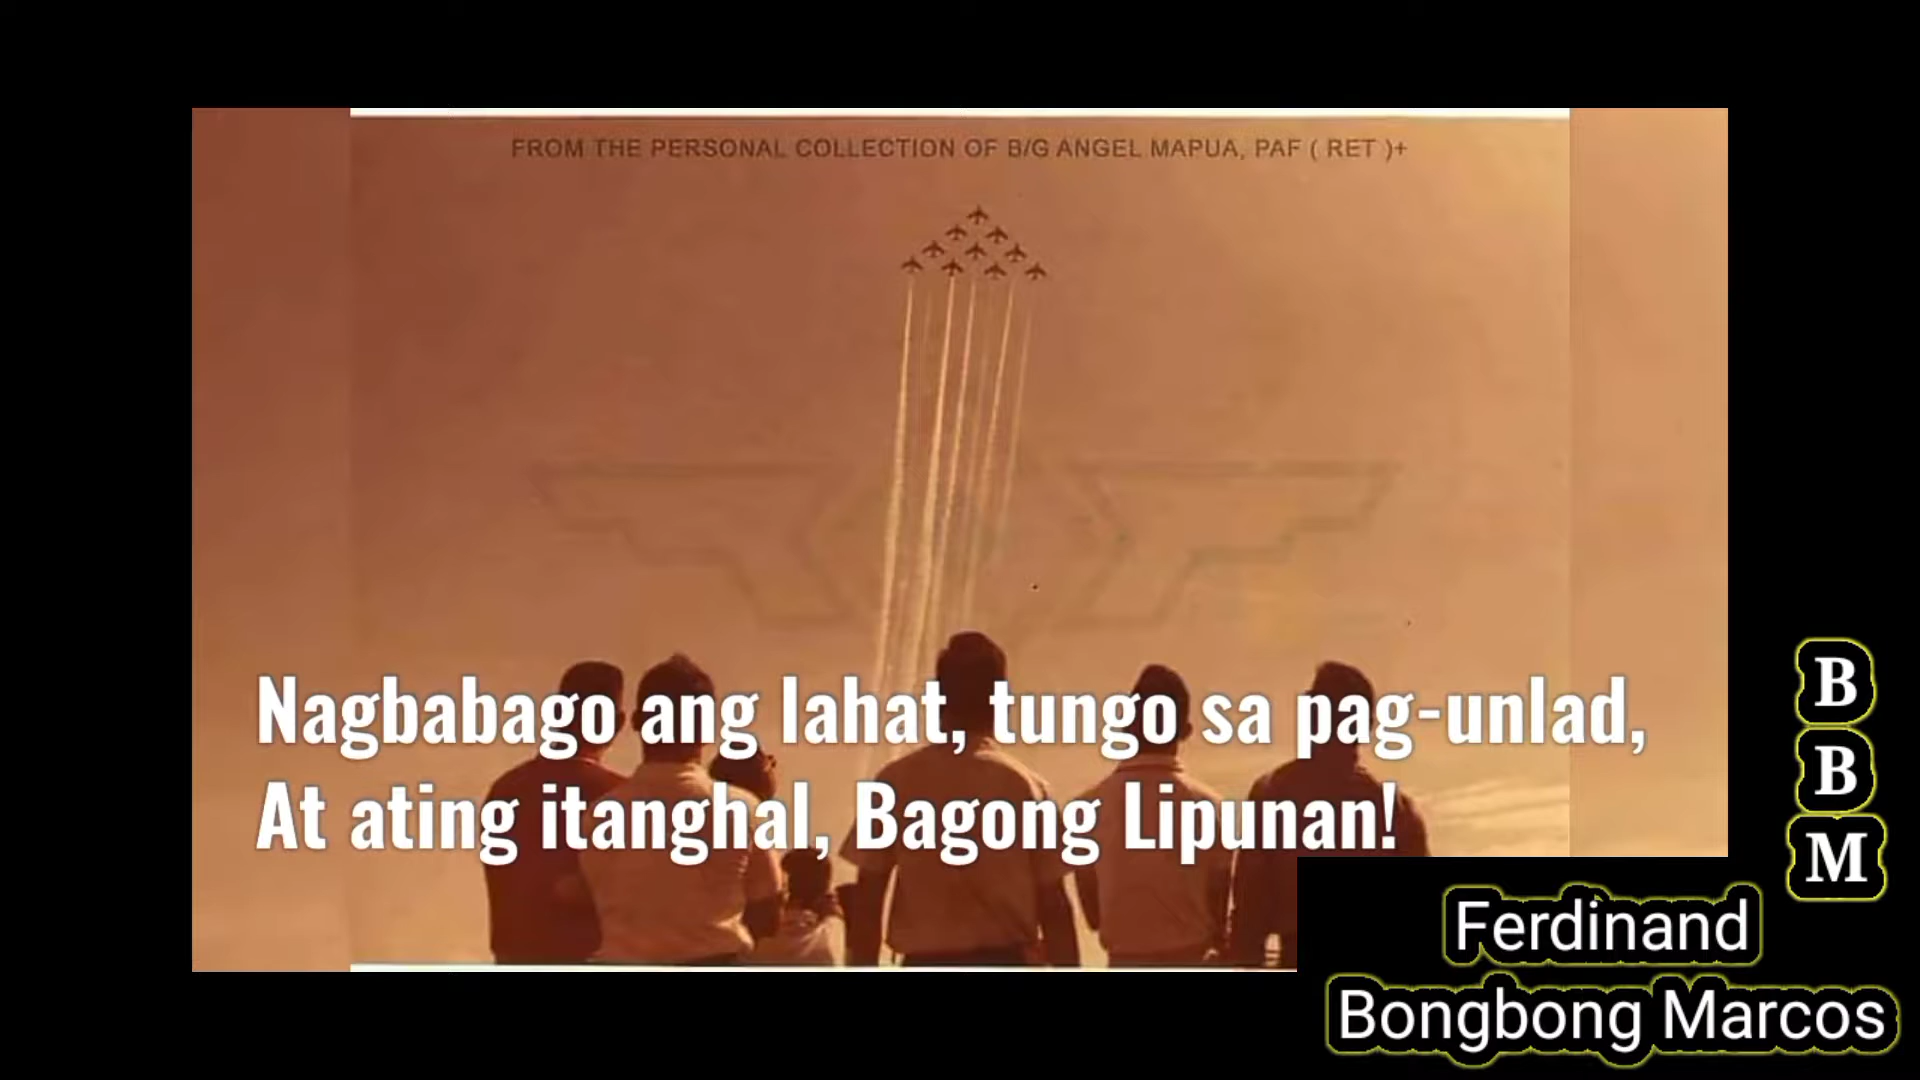 FROM THE PERSONAL COLLECTION OF B/G ANGEL MAPUA, PAF ( RET )+
Nagbabago ang lahat, tungo sa pag-unlad,
At ating itanghal, Bagong Lipunan!
B
B
M
Ferdinand
Bongbong Marcos